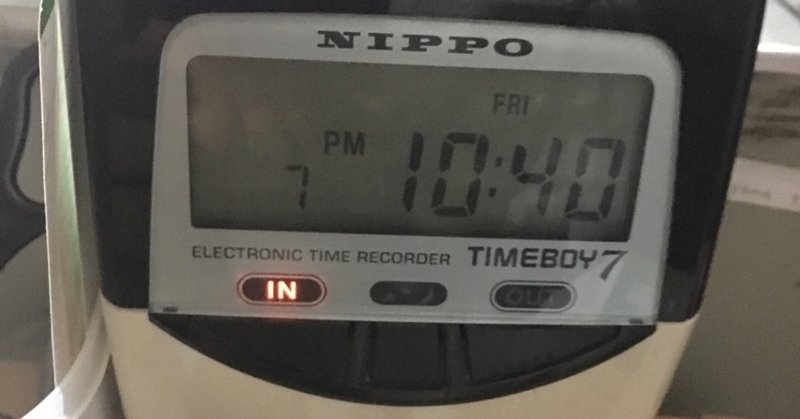 NIPPO
FRI
7 PM 10:40
ELECTRONIC TIME RECORDER TIMEBOY7
IN OUT